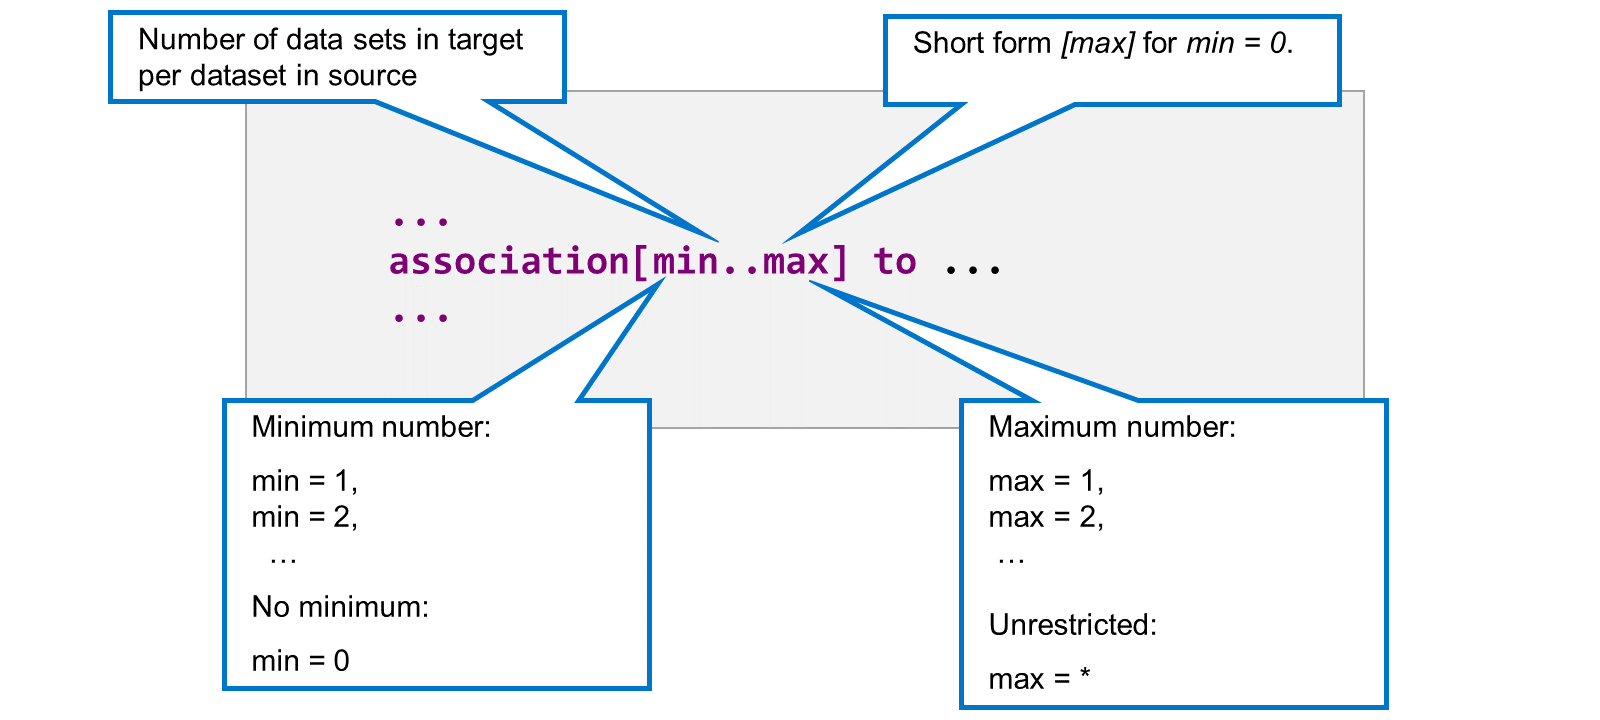 Number of data sets in target
per dataset in source
Short form [max] for min = 0.
...
association[min..max] to ...
...
Minimum number:
min = 1,
min = 2,
...
No minimum:
min = 0
Maximum number:
max = 1,
max = 2,
...
Unrestricted:
max = *